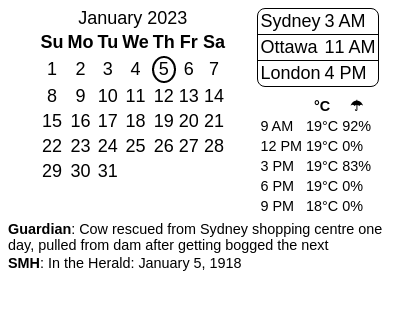 January 2023
Su Mo Tu We Th Fr Sa
1 2 3 4 5 6 7
8 9 10 11 12 13 14
15 16 17 18 19 20 21
22 23 24 25 26 27 28
29 30 31
Sydney 3 AM
Ottawa 11 AM
London 4 PM
°C ☂
9 AM 19°C 92%
12 PM 19°C 0%
3 PM 19°C 83%
6 PM 19°C 0%
9 PM 18°C 0%
Guardian: Cow rescued from Sydney shopping centre one
day, pulled from dam after getting bogged the next
SMH: In the Herald: January 5, 1918